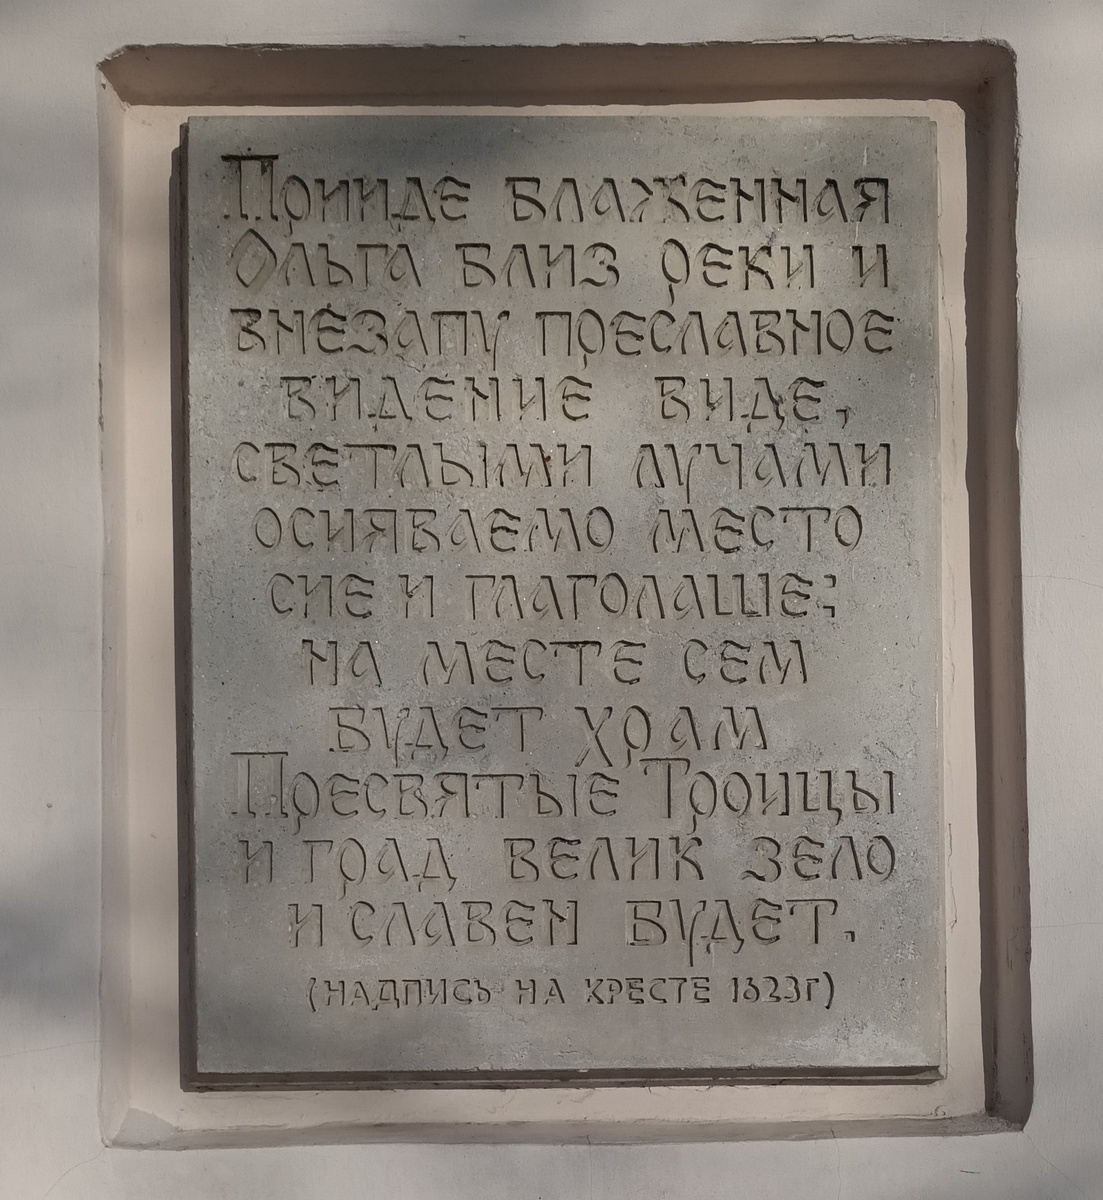 Прииде блаженная
Ольга близ реки и
внезапу преславное
видение виде,
светлыми лучами
осияваемо место
сие и глаголаше:
на месте сем
будет храм
Пресвятые Троицы
и град велик зело
и славен будет.
(надпись на кресте 1623г)